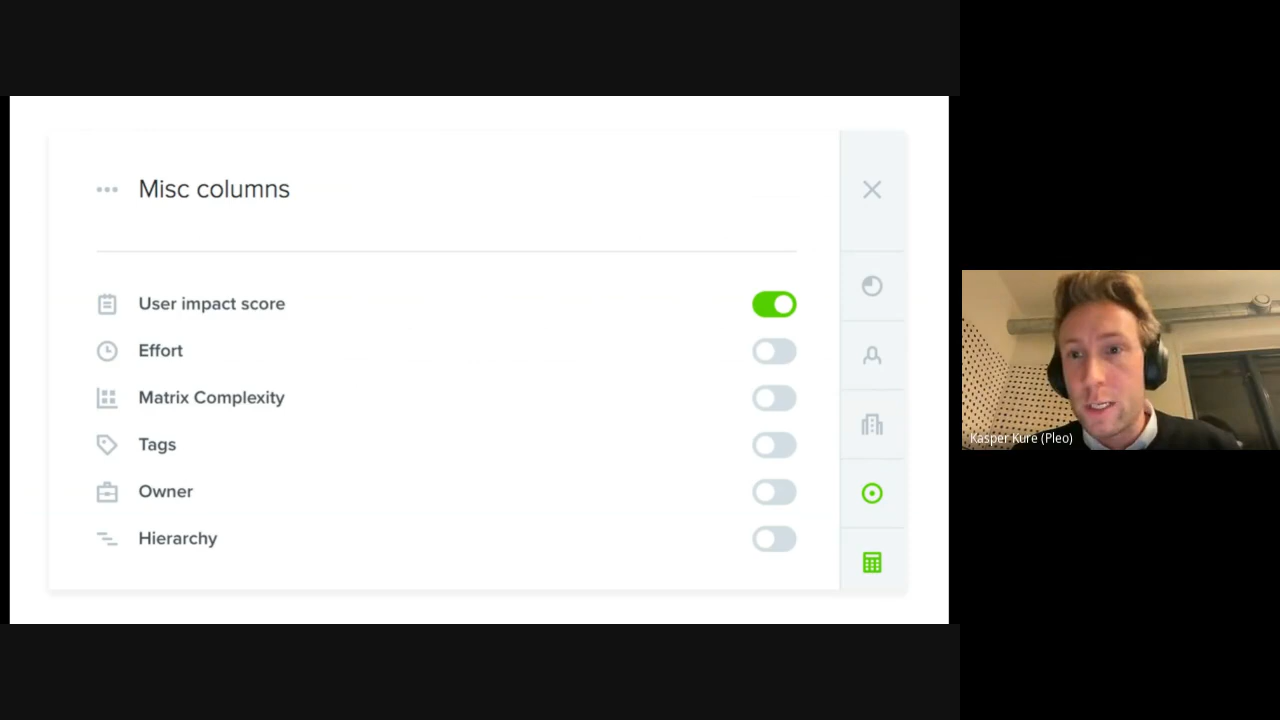 Misc columns
User impact score
Effort
Matrix Complexity
Tags
Owner
Hierarchy
Kasper Kure (Pleo)